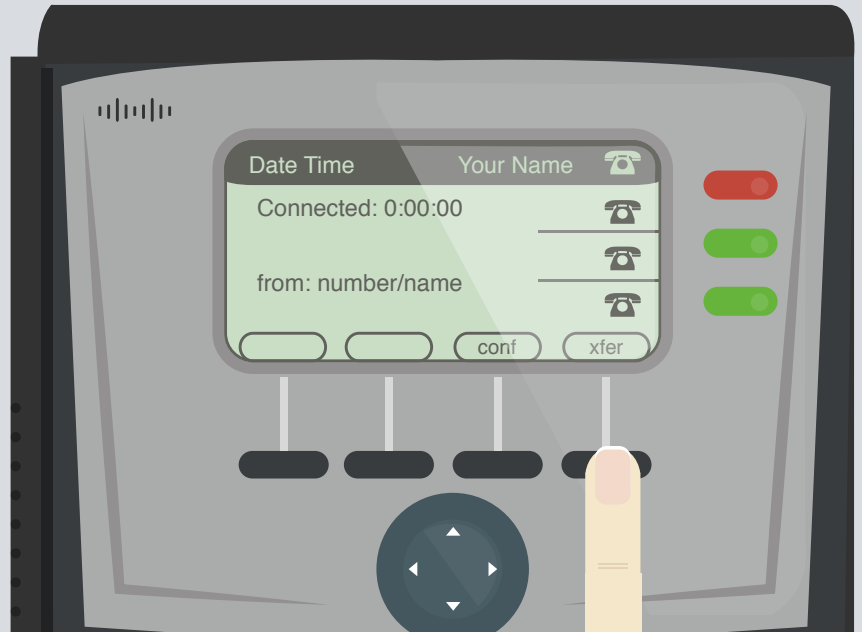 Date Time Your Name
Connected: 0:00:00
from: number/name
conf xfer